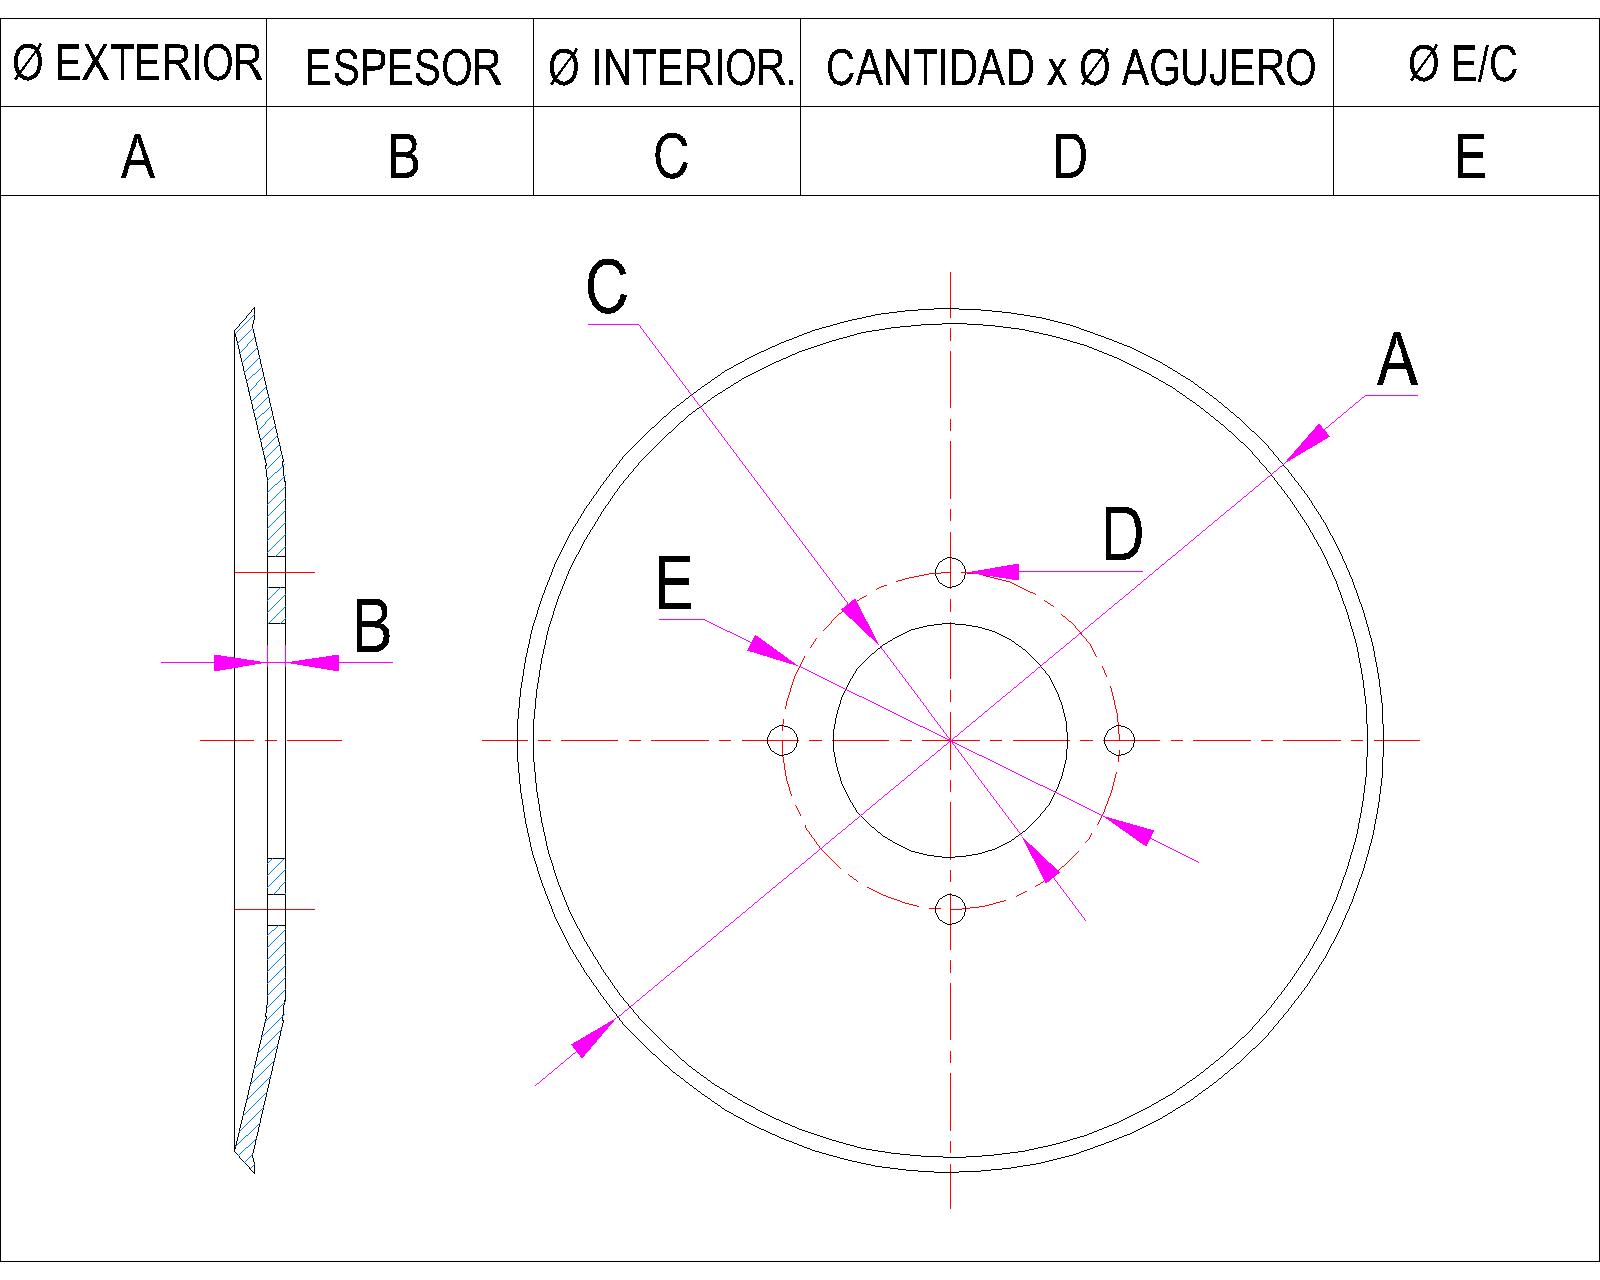 Ø EXTERIOR ESPESOR Ø INTERIOR. CANTIDAD x Ø AGUJERO Ø E/C
A B C D E
C
A
D
E
B